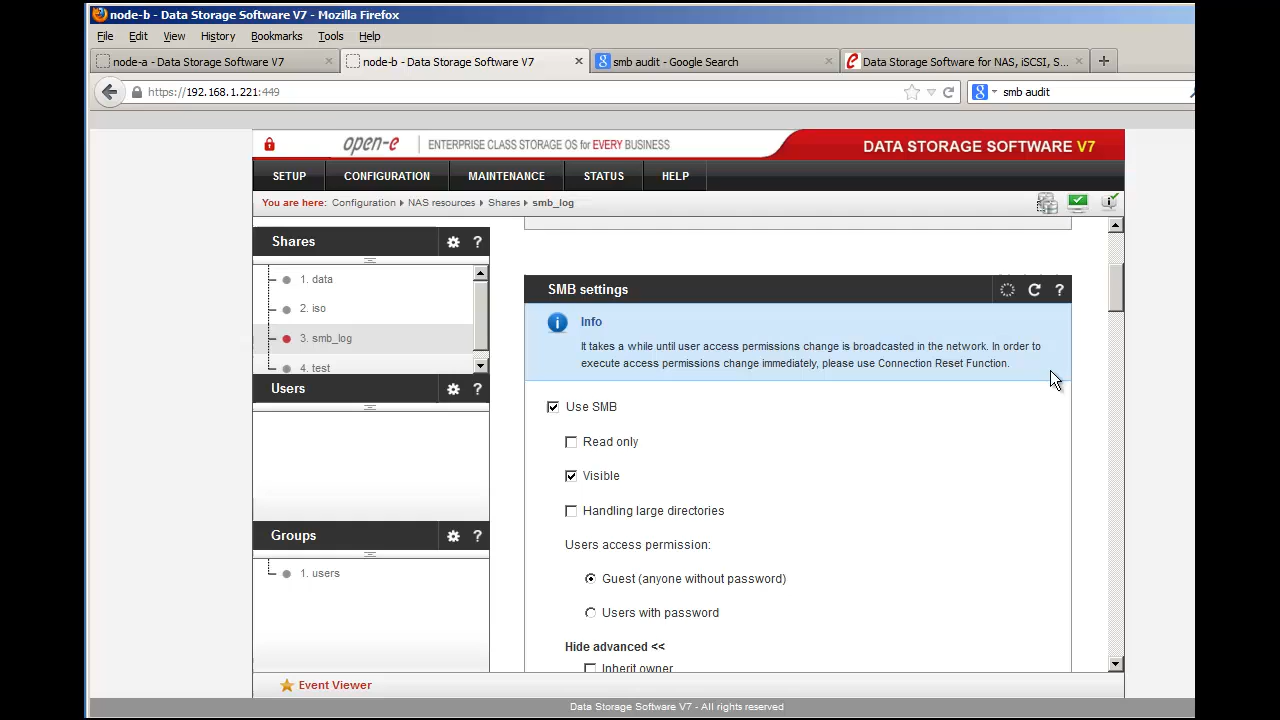 node-b - Data Storage Software V7 - Mozilla Firefox
File Edit View History Bookmarks Tools Help
node-a - Data Storage Software V7
node-b - Data Storage Software V7
smb audit - Google Search
Data Storage Software for NAS, iSCSI, S...
https://192.168.1.221:449
smb audit
open-e
ENTERPRISE CLASS STORAGE OS for EVERY BUSINESS
DATA STORAGE SOFTWARE V7
SETUP CONFIGURATION MAINTENANCE STATUS HELP
You are here: Configuration NAS resources Shares smb_log
Shares
?
1. data
2. iso
3. smb_log
4. test
Users
?
Groups
?
1. users
SMB settings
?
Info
It takes a while until user access permissions change is broadcasted in the network. In order to
execute access permissions change immediately, please use Connection Reset Function.
Use SMB
Read only
Visible
Handling large directories
Users access permission:
Guest (anyone without password)
Users with password
Hide advanced <<
Inherit owner
Event Viewer
Data Storage Software V7 - All rights reserved